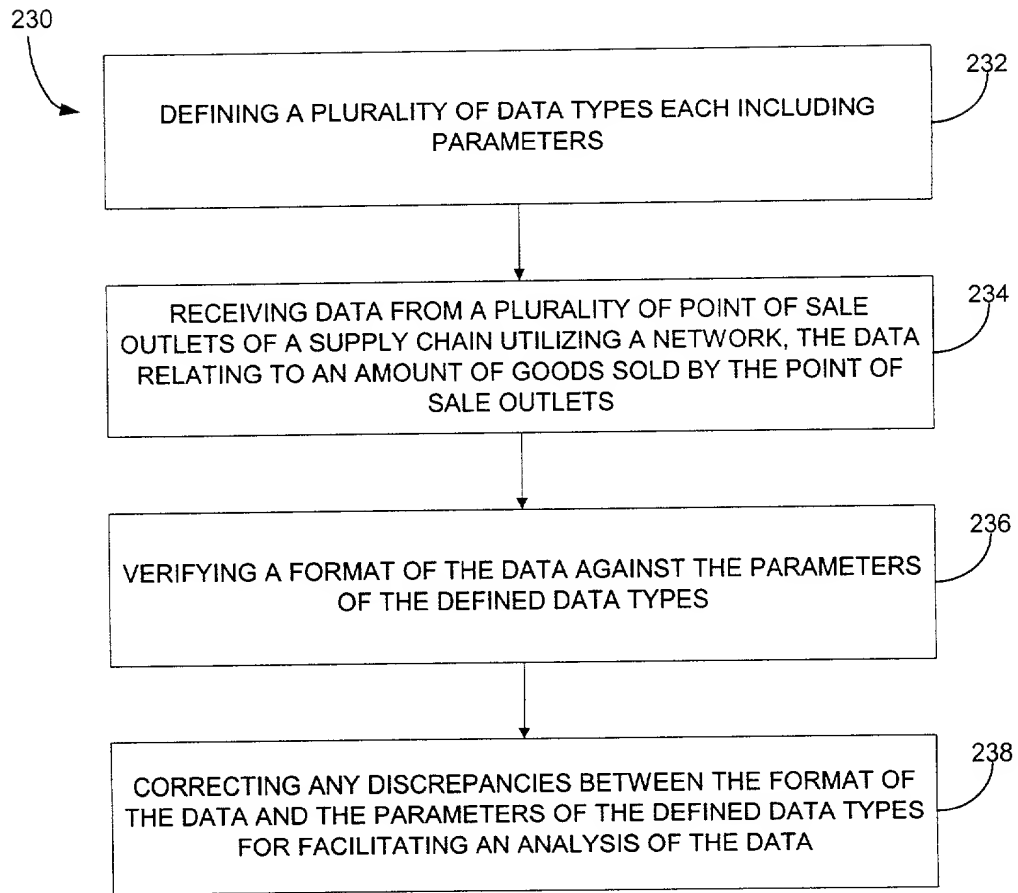 230
232
DEFINING A PLURALITY OF DATA TYPES EACH INCLUDING
PARAMETERS
234
RECEIVING DATA FROM A PLURALITY OF POINT OF SALE
OUTLETS OF A SUPPLY CHAIN UTILIZING A NETWORK, THE DATA
RELATING TO AN AMOUNT OF GOODS SOLD BY THE POINT OF
SALE OUTLETS
236
VERIFYING A FORMAT OF THE DATA AGAINST THE PARAMETERS
OF THE DEFINED DATA TYPES
238
CORRECTING ANY DISCREPANCIES BETWEEN THE FORMAT OF
THE DATA AND THE PARAMETERS OF THE DEFINED DATA TYPES
FOR FACILITATING AN ANALYSIS OF THE DATA